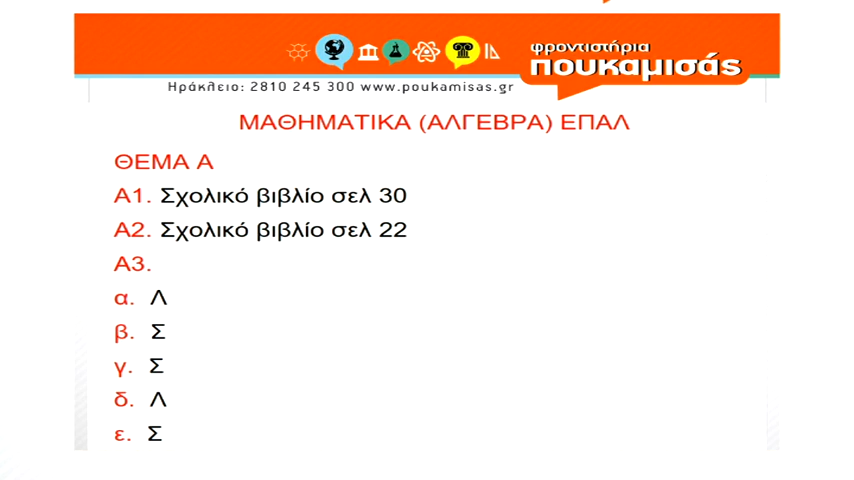 φροντιστήρια
πουκαμισάς
Ηράκλειο: 2810 245 300 www.poukamisas.gr
ΜΑΘΗΜΑΤΙΚΑ (ΑΛΓΕΒΡΑ) ΕΠΑΛ
ΘΕΜΑ Α
Α1. Σχολικό βιβλίο σελ 30
Α2. Σχολικό βιβλίο σελ 22
Α3.
α. Λ
β. Σ
γ. Σ
δ. Λ
ε. Σ